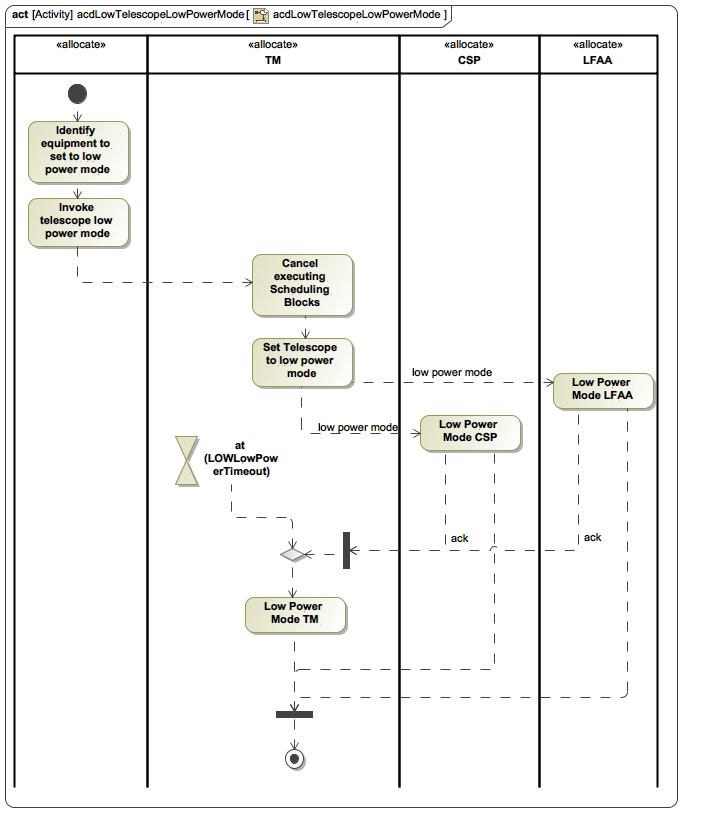 act [Activity] acdLowTelescopeLowPowerMode[ acdLowTelescopeLowPowerMode ]
«allocate»
«allocate»
TM
«allocate»
CSP
«allocate»
LFAA
Identify
equipment to
set to low
power mode
Invoke
telescope low
power mode
Cancel
executing
Scheduling
Blocks
Set Telescope
to low power
mode
low power mode
Low Power
Mode LFAA
low power mode
Low Power
Mode CSP
at
(LOWLowPow
erTimeout)
ack
ack
Low Power
Mode TM